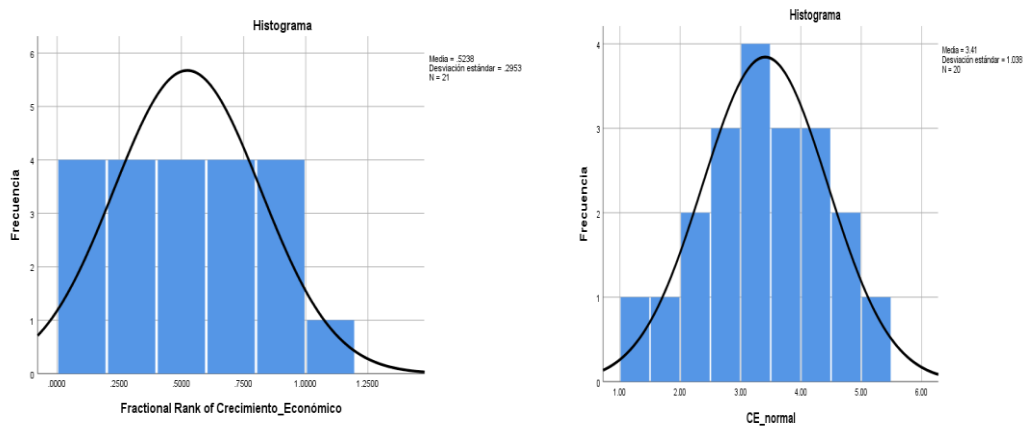 Histograma
Media = .5238
Desviación estándar = .2953
N = 21
Frecuencia
6
5
4
3
2
1
0
.0000 .2500 .5000 .7500 1.0000 1.2500
Fractional Rank of Crecimiento_Económico
Histograma
Media = 3.41
Desviación estándar = 1.038
N = 20
Frecuencia
4
3
2
1
0
1.00 2.00 3.00 4.00 5.00 6.00
CE_normal